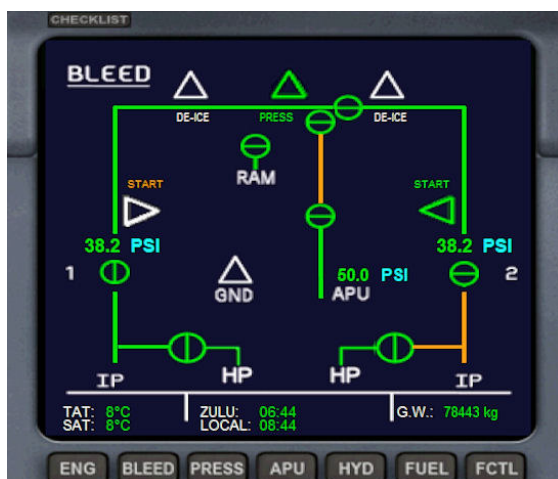 CHECKLIST
BLEED
DE-ICE PRESS DE-ICE
RAM
START START
38.2 PSI 38.2 PSI
1 50.0 PSI 2
GND APU
HP HP
IP IP
TAT: 8°C ZULU: 06:44 G.W.: 78443 kg
SAT: 8°C LOCAL: 08:44
ENG BLEED PRESS APU HYD FUEL FCTL